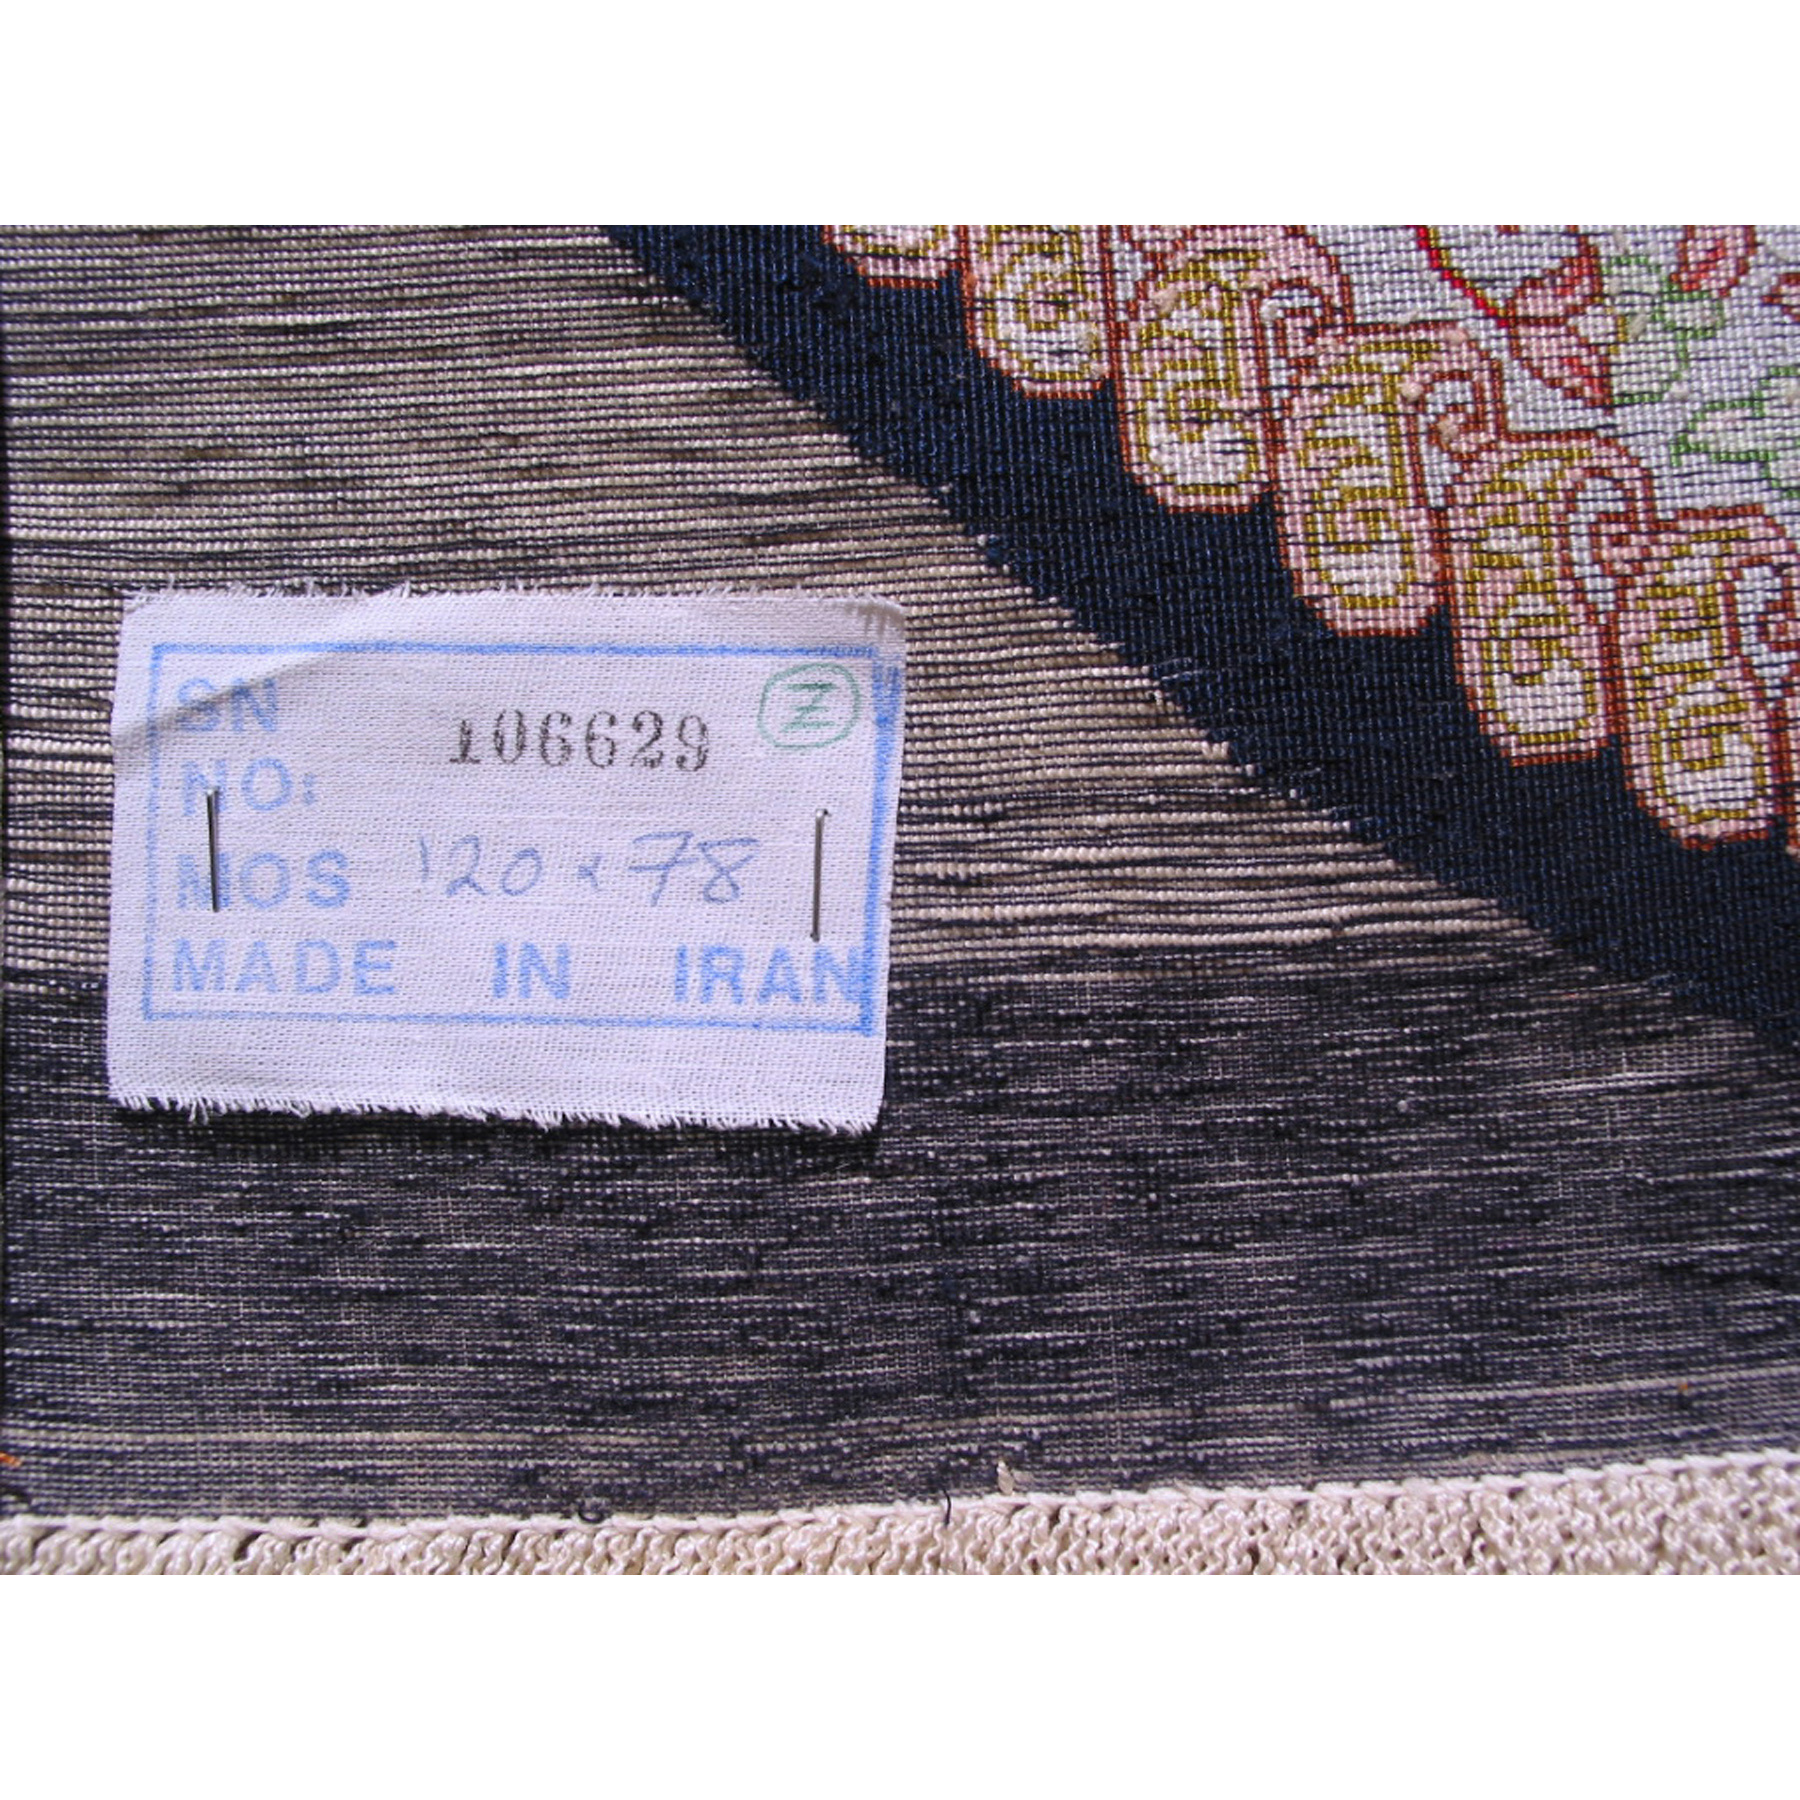 SN
106629
Z
NO:
MOS 120 x 78
MADE IN IRAN